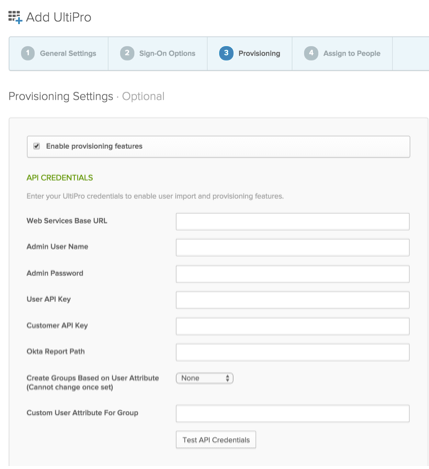 Add UltiPro
1 General Settings 2 Sign-On Options 3 Provisioning 4 Assign to People
Provisioning Settings · Optional
Enable provisioning features
API CREDENTIALS
Enter your UltiPro credentials to enable user import and provisioning features.
Web Services Base URL
Admin User Name
Admin Password
User API Key
Customer API Key
Okta Report Path
Create Groups Based on User Attribute None
(Cannot change once set)
Custom User Attribute For Group
Test API Credentials